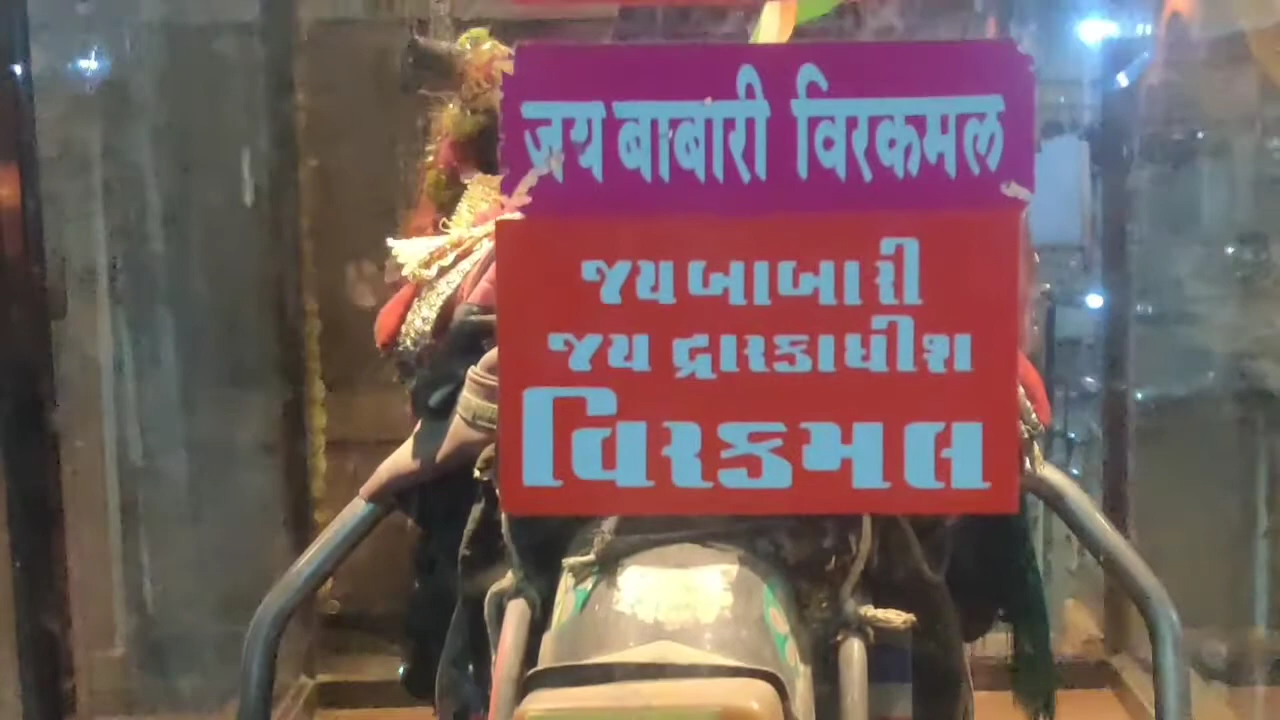 जय बाबारी विरकमल
જય બાબારી
જય દ્રારકાધીશ
વિરકમલ